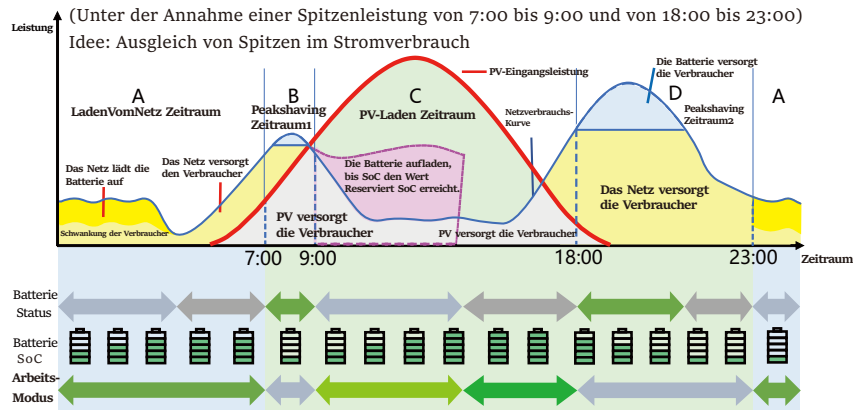 (Unter der Annahme einer Spitzenleistung von 7:00 bis 9:00 und von 18:00 bis 23:00)
Leistung
Idee: Ausgleich von Spitzen im Stromverbrauch
Die Batterie versorgt
die Verbraucher
PV-Eingangsleistung
A
B
C
D
A
LadenVomNetz Zeitraum
Peakshaving
Zeitraum1
PV-Laden Zeitraum
Netzverbrauchs-
Kurve
Peakshaving
Zeitraum2
Das Netz lädt die
Batterie auf
Das Netz versorgt
den Verbraucher
Die Batterie aufladen,
bis SoC den Wert
Reserviert SoC erreicht.
Das Netz versorgt
die Verbraucher
Schwankung der Verbraucher
PV versorgt
die Verbraucher
PV versorgt die Verbraucher
7:00
9:00
18:00
23:00
Zeitraum
Batterie
Status
Batterie
SoC
Arbeits-
Modus